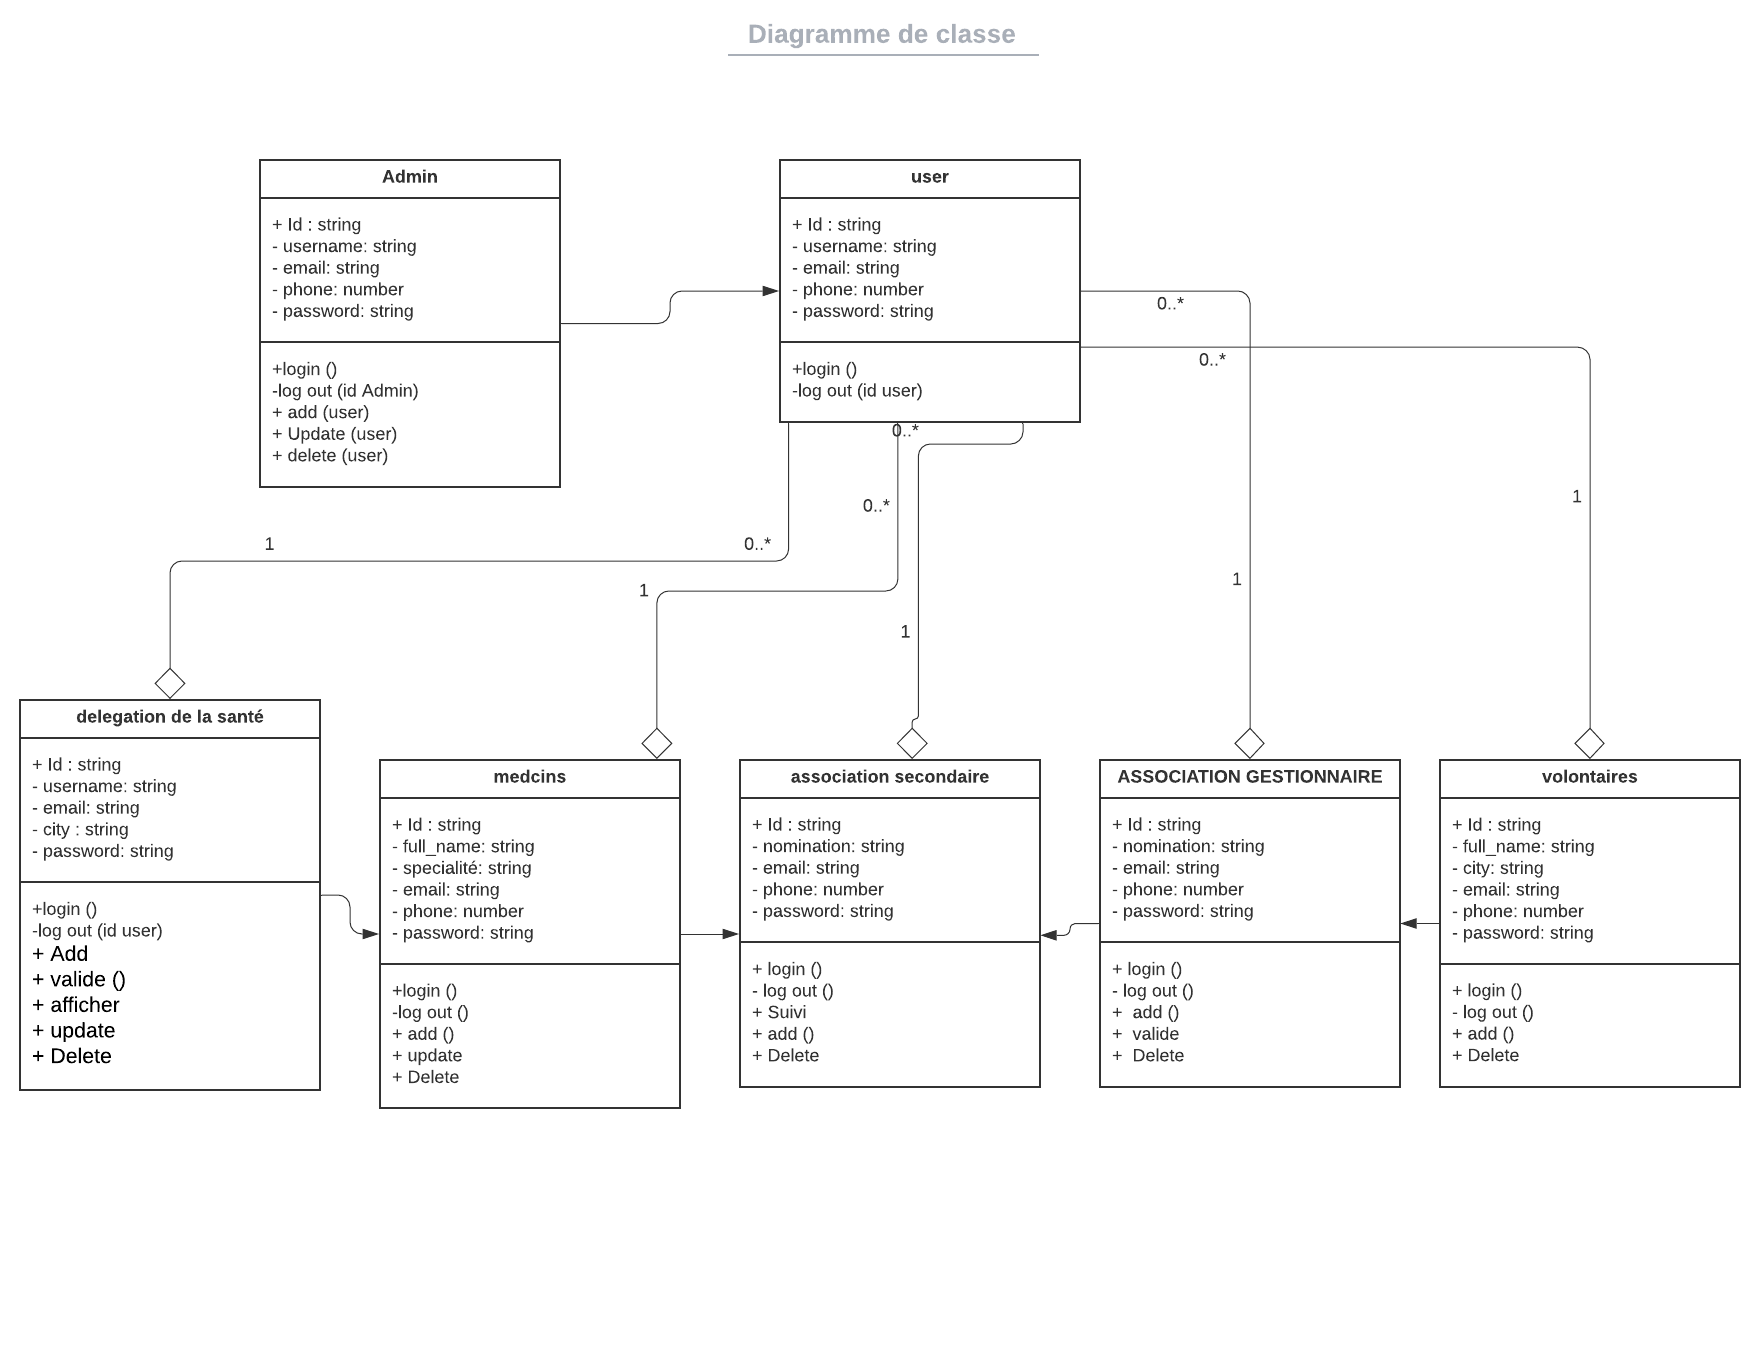 Diagramme de classe
Admin
+ Id : string
- username: string
- email: string
- phone: number
- password: string
+login ()
-log out (id Admin)
+ add (user)
+ Update (user)
+ delete (user)
user
+ Id : string
- username: string
- email: string
- phone: number
- password: string
+login ()
-log out (id user)
0..*
0..*
0..*
0..*
0..*
1
1
1
1
1
delegation de la santé
+ Id : string
- username: string
- email: string
- city : string
- password: string
+login ()
-log out (id user)
+ Add
+ valide ()
+ afficher
+ update
+ Delete
medcins
+ Id : string
- full_name: string
- specialité: string
- email: string
- phone: number
- password: string
+login ()
-log out ()
+ add ()
+ update
+ Delete
association secondaire
+ Id : string
- nomination: string
- email: string
- phone: number
- password: string
+ login ()
- log out ()
+ Suivi
+ add ()
+ Delete
ASSOCIATION GESTIONNAIRE
+ Id : string
- nomination: string
- email: string
- phone: number
- password: string
+ login ()
- log out ()
+  add ()
+  valide
+  Delete
volontaires
+ Id : string
- full_name: string
- city: string
- email: string
- phone: number
- password: string
+ login ()
- log out ()
+ add ()
+ Delete